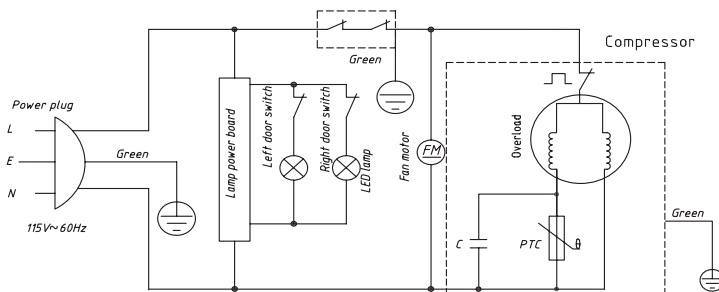 Green
Compressor
Power plug
L
E
N
Green
115V~60Hz
Lamp power board
Left door switch
Right door switch
LED lamp
Fan motor
FM
Overload
C
PTC
θ
Green